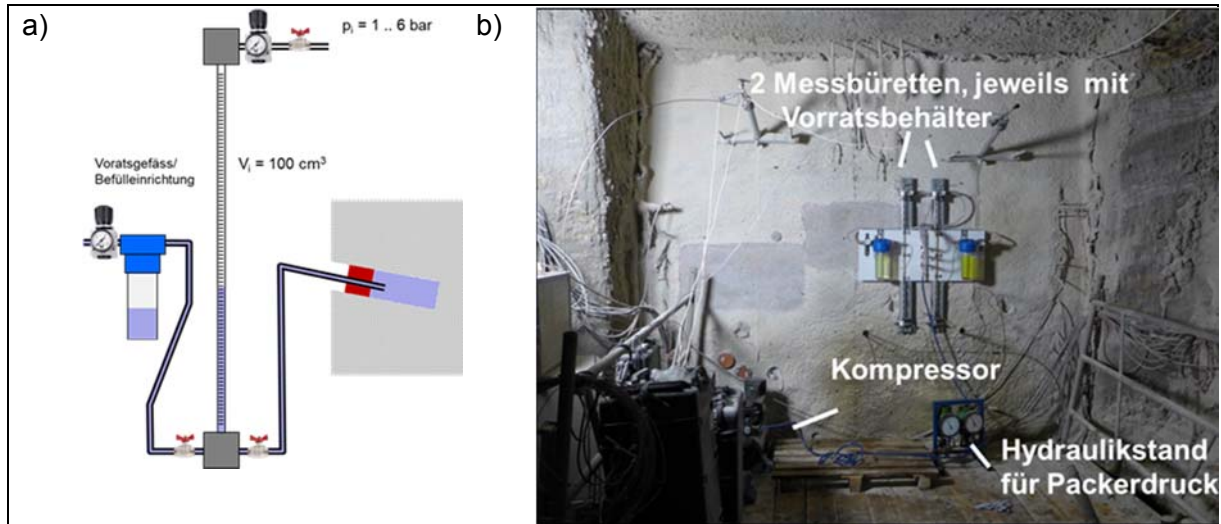 a)
p_i = 1 .. 6 bar
Voratsgefäss/
Befülleinrichtung
V_i = 100 cm³
b)
2 Messbüretten, jeweils mit
Vorratsbehälter
Kompressor
Hydraulikstand
für Packerdruck